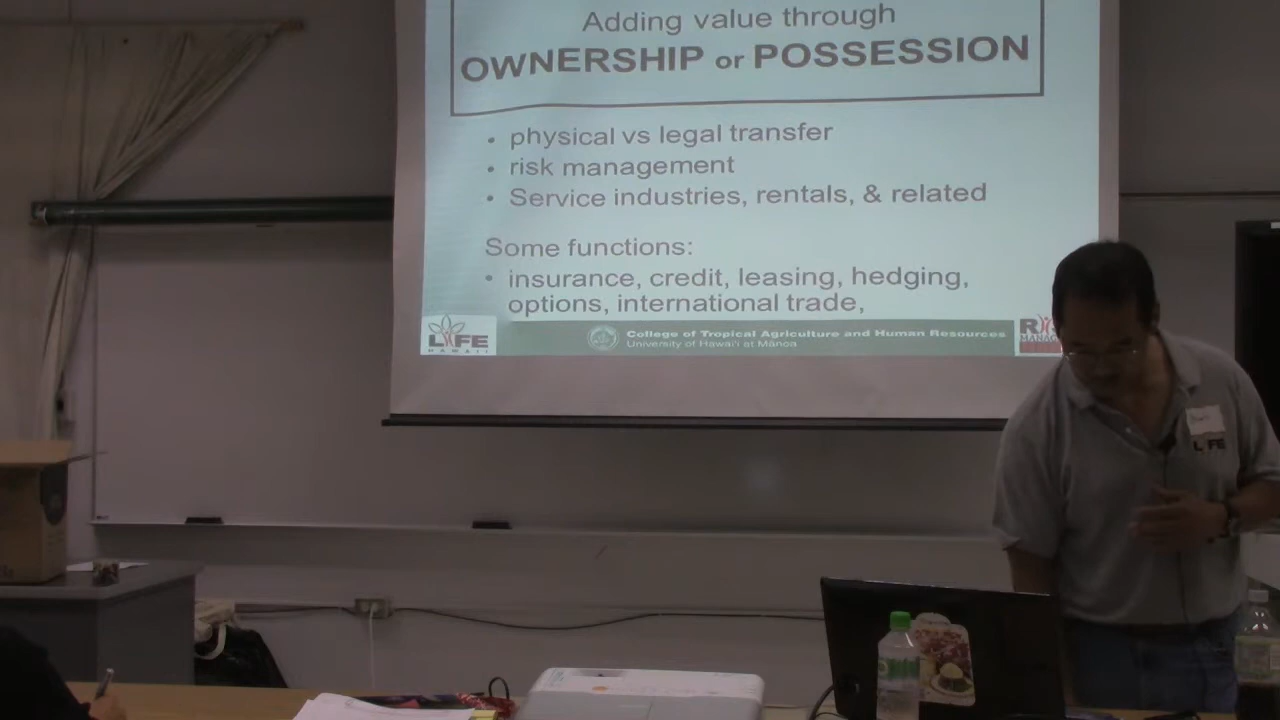 Adding value through
OWNERSHIP or POSSESSION
• physical vs legal transfer
• risk management
• Service industries, rentals, & related
Some functions:
• insurance, credit, leasing, hedging,
options, international trade,
LIFE
HAWAI'I
College of Tropical Agriculture and Human Resources
University of Hawai'i at Mānoa
LIFE